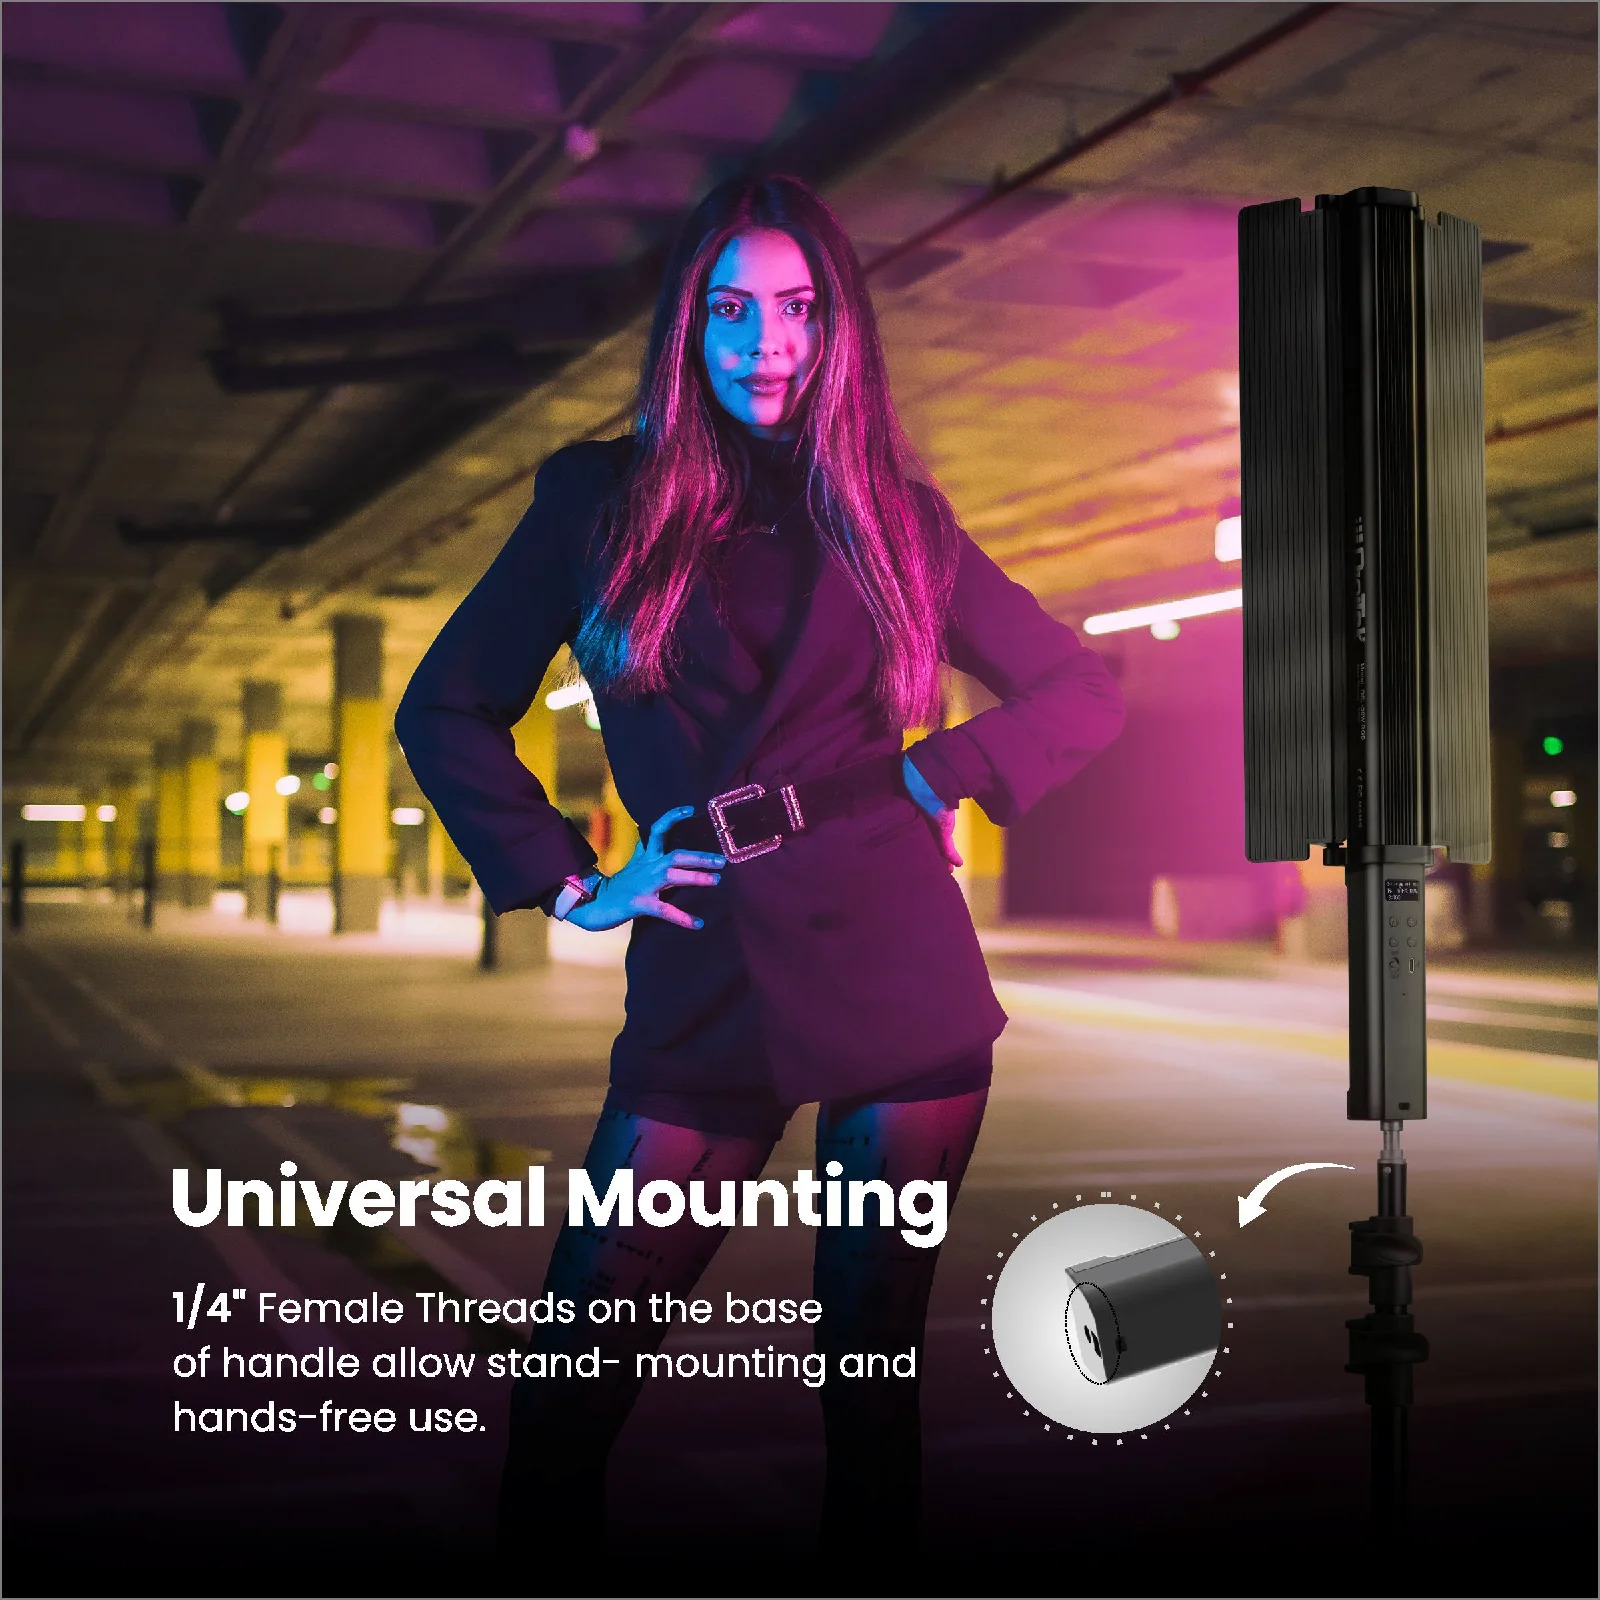 Universal Mounting
1/4" Female Threads on the base
of handle allow stand- mounting and
hands-free use.